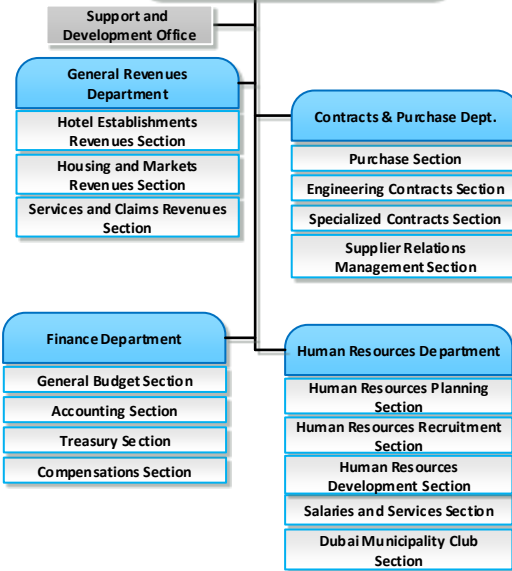 Support and
Development Office
General Revenues
Department
Hotel Establishments
Revenues Section
Housing and Markets
Revenues Section
Services and Claims Revenues
Section
Contracts & Purchase Dept.
Purchase Section
Engineering Contracts Section
Specialized Contracts Section
Supplier Relations
Management Section
Finance Department
General Budget Section
Accounting Section
Treasury Section
Compensations Section
Human Resources Department
Human Resources Planning
Section
Human Resources Recruitment
Section
Human Resources
Development Section
Salaries and Services Section
Dubai Municipality Club
Section